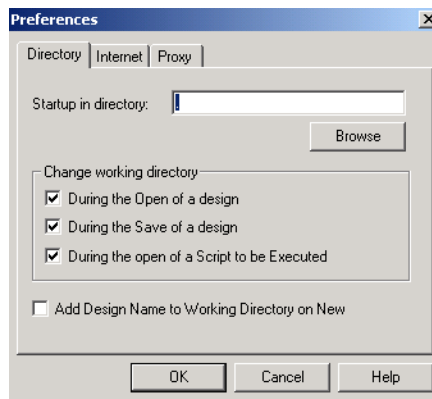 Preferences
Directory Internet Proxy
Startup in directory: .
Browse
Change working directory
During the Open of a design
During the Save of a design
During the open of a Script to be Executed
Add Design Name to Working Directory on New
OK Cancel Help